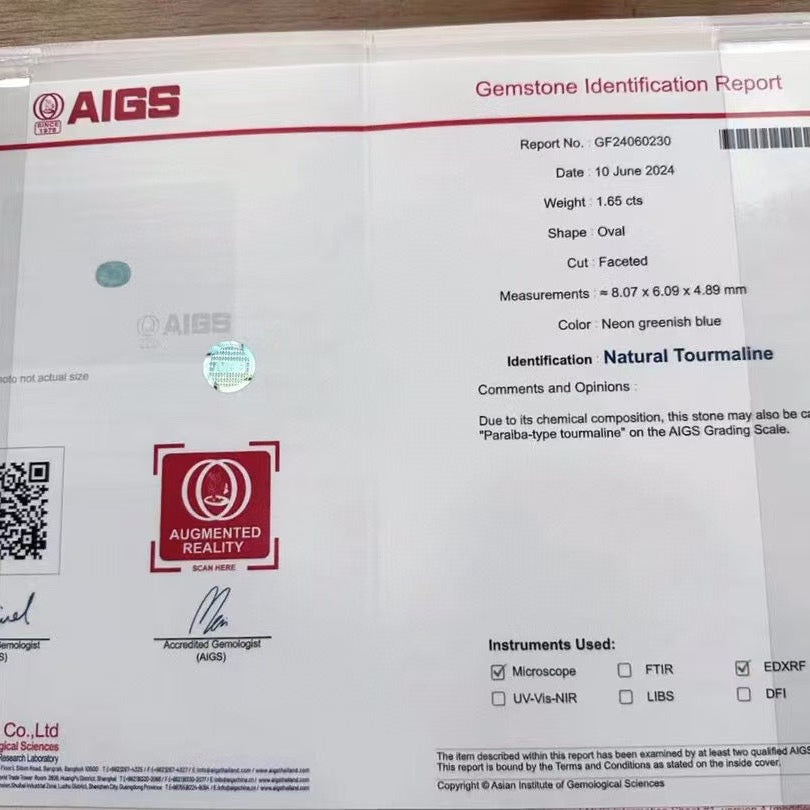 AIGS
SINCE
1978
Gemstone Identification Report
Report No. : GF24060230
Date : 10 June 2024
Weight : 1.65 cts
Shape : Oval
Cut : Faceted
Measurements : ≈ 8.07 x 6.09 x 4.89 mm
Color : Neon greenish blue
Identification : Natural Tourmaline
Comments and Opinions :
Due to its chemical composition, this stone may also be ca
"Paraiba-type tourmaline" on the AIGS Grading Scale.
AIGS
not actual size
AUGMENTED
REALITY
SCAN HERE
Accredited Gemologist
(AIGS)
Instruments Used:
Microscope
FTIR
EDXRF
UV-Vis-NIR
LIBS
DFI
Co.,Ltd
gical Sciences
Research Laboratory
The item described within this report has been examined by at least two qualified AIGS
This report is bound by the Terms and Conditions as stated on the inside cover.
Copyright © Asian Institute of Gemological Sciences